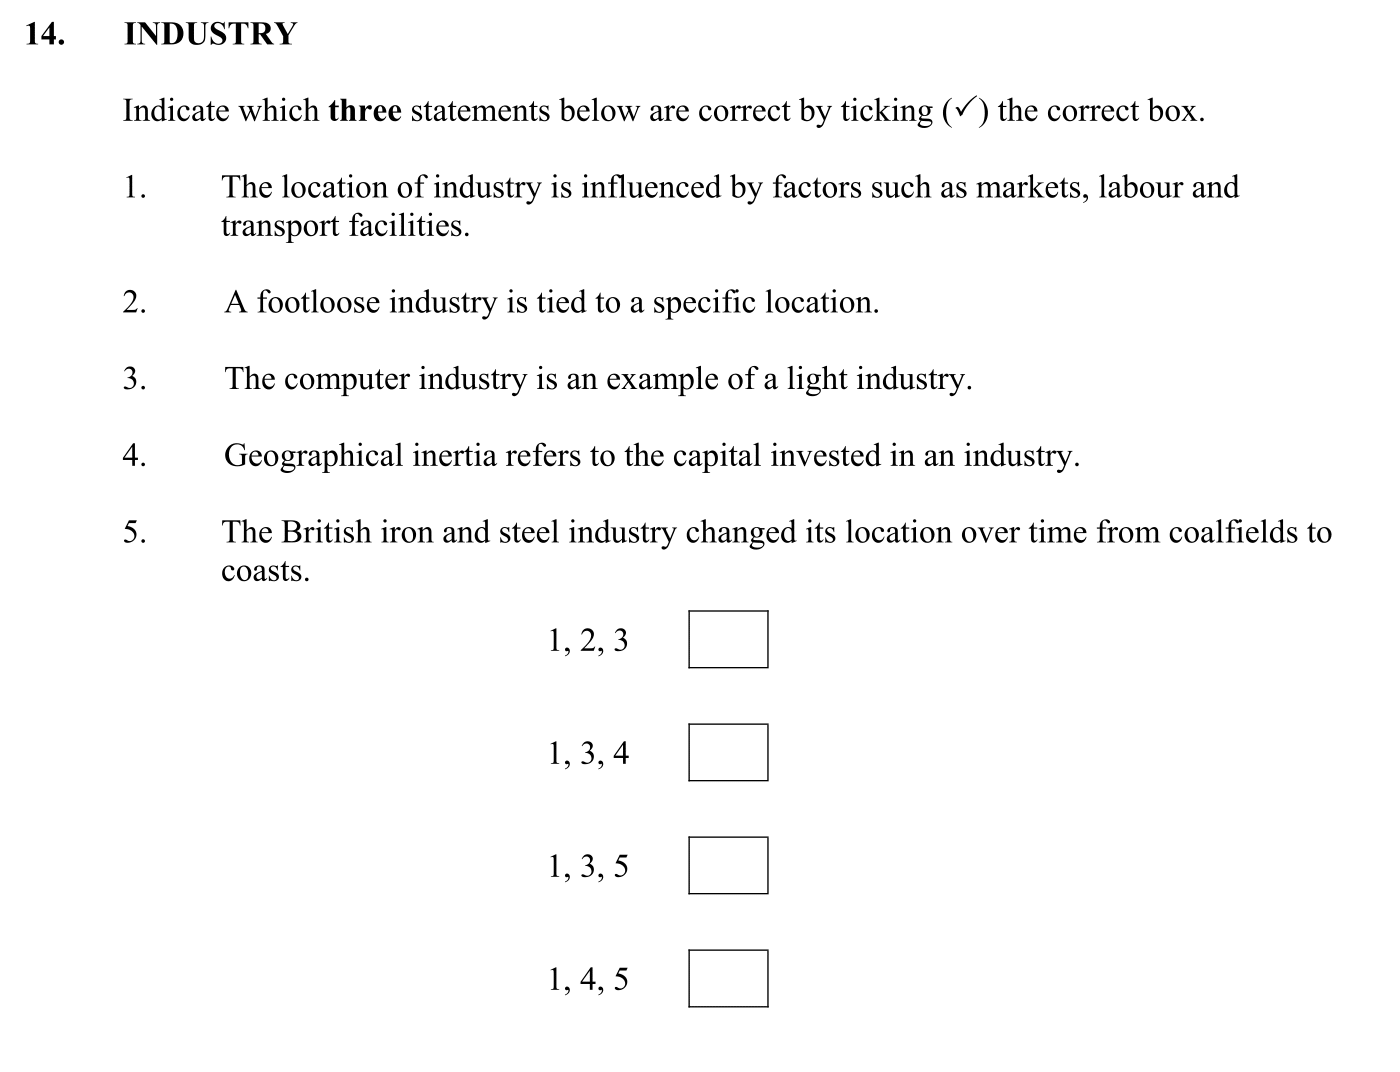 14. INDUSTRY
Indicate which three statements below are correct by ticking (✓) the correct box.
1. The location of industry is influenced by factors such as markets, labour and
transport facilities.
2. A footloose industry is tied to a specific location.
3. The computer industry is an example of a light industry.
4. Geographical inertia refers to the capital invested in an industry.
5. The British iron and steel industry changed its location over time from coalfields to
coasts.
1, 2, 3
1, 3, 4
1, 3, 5
1, 4, 5